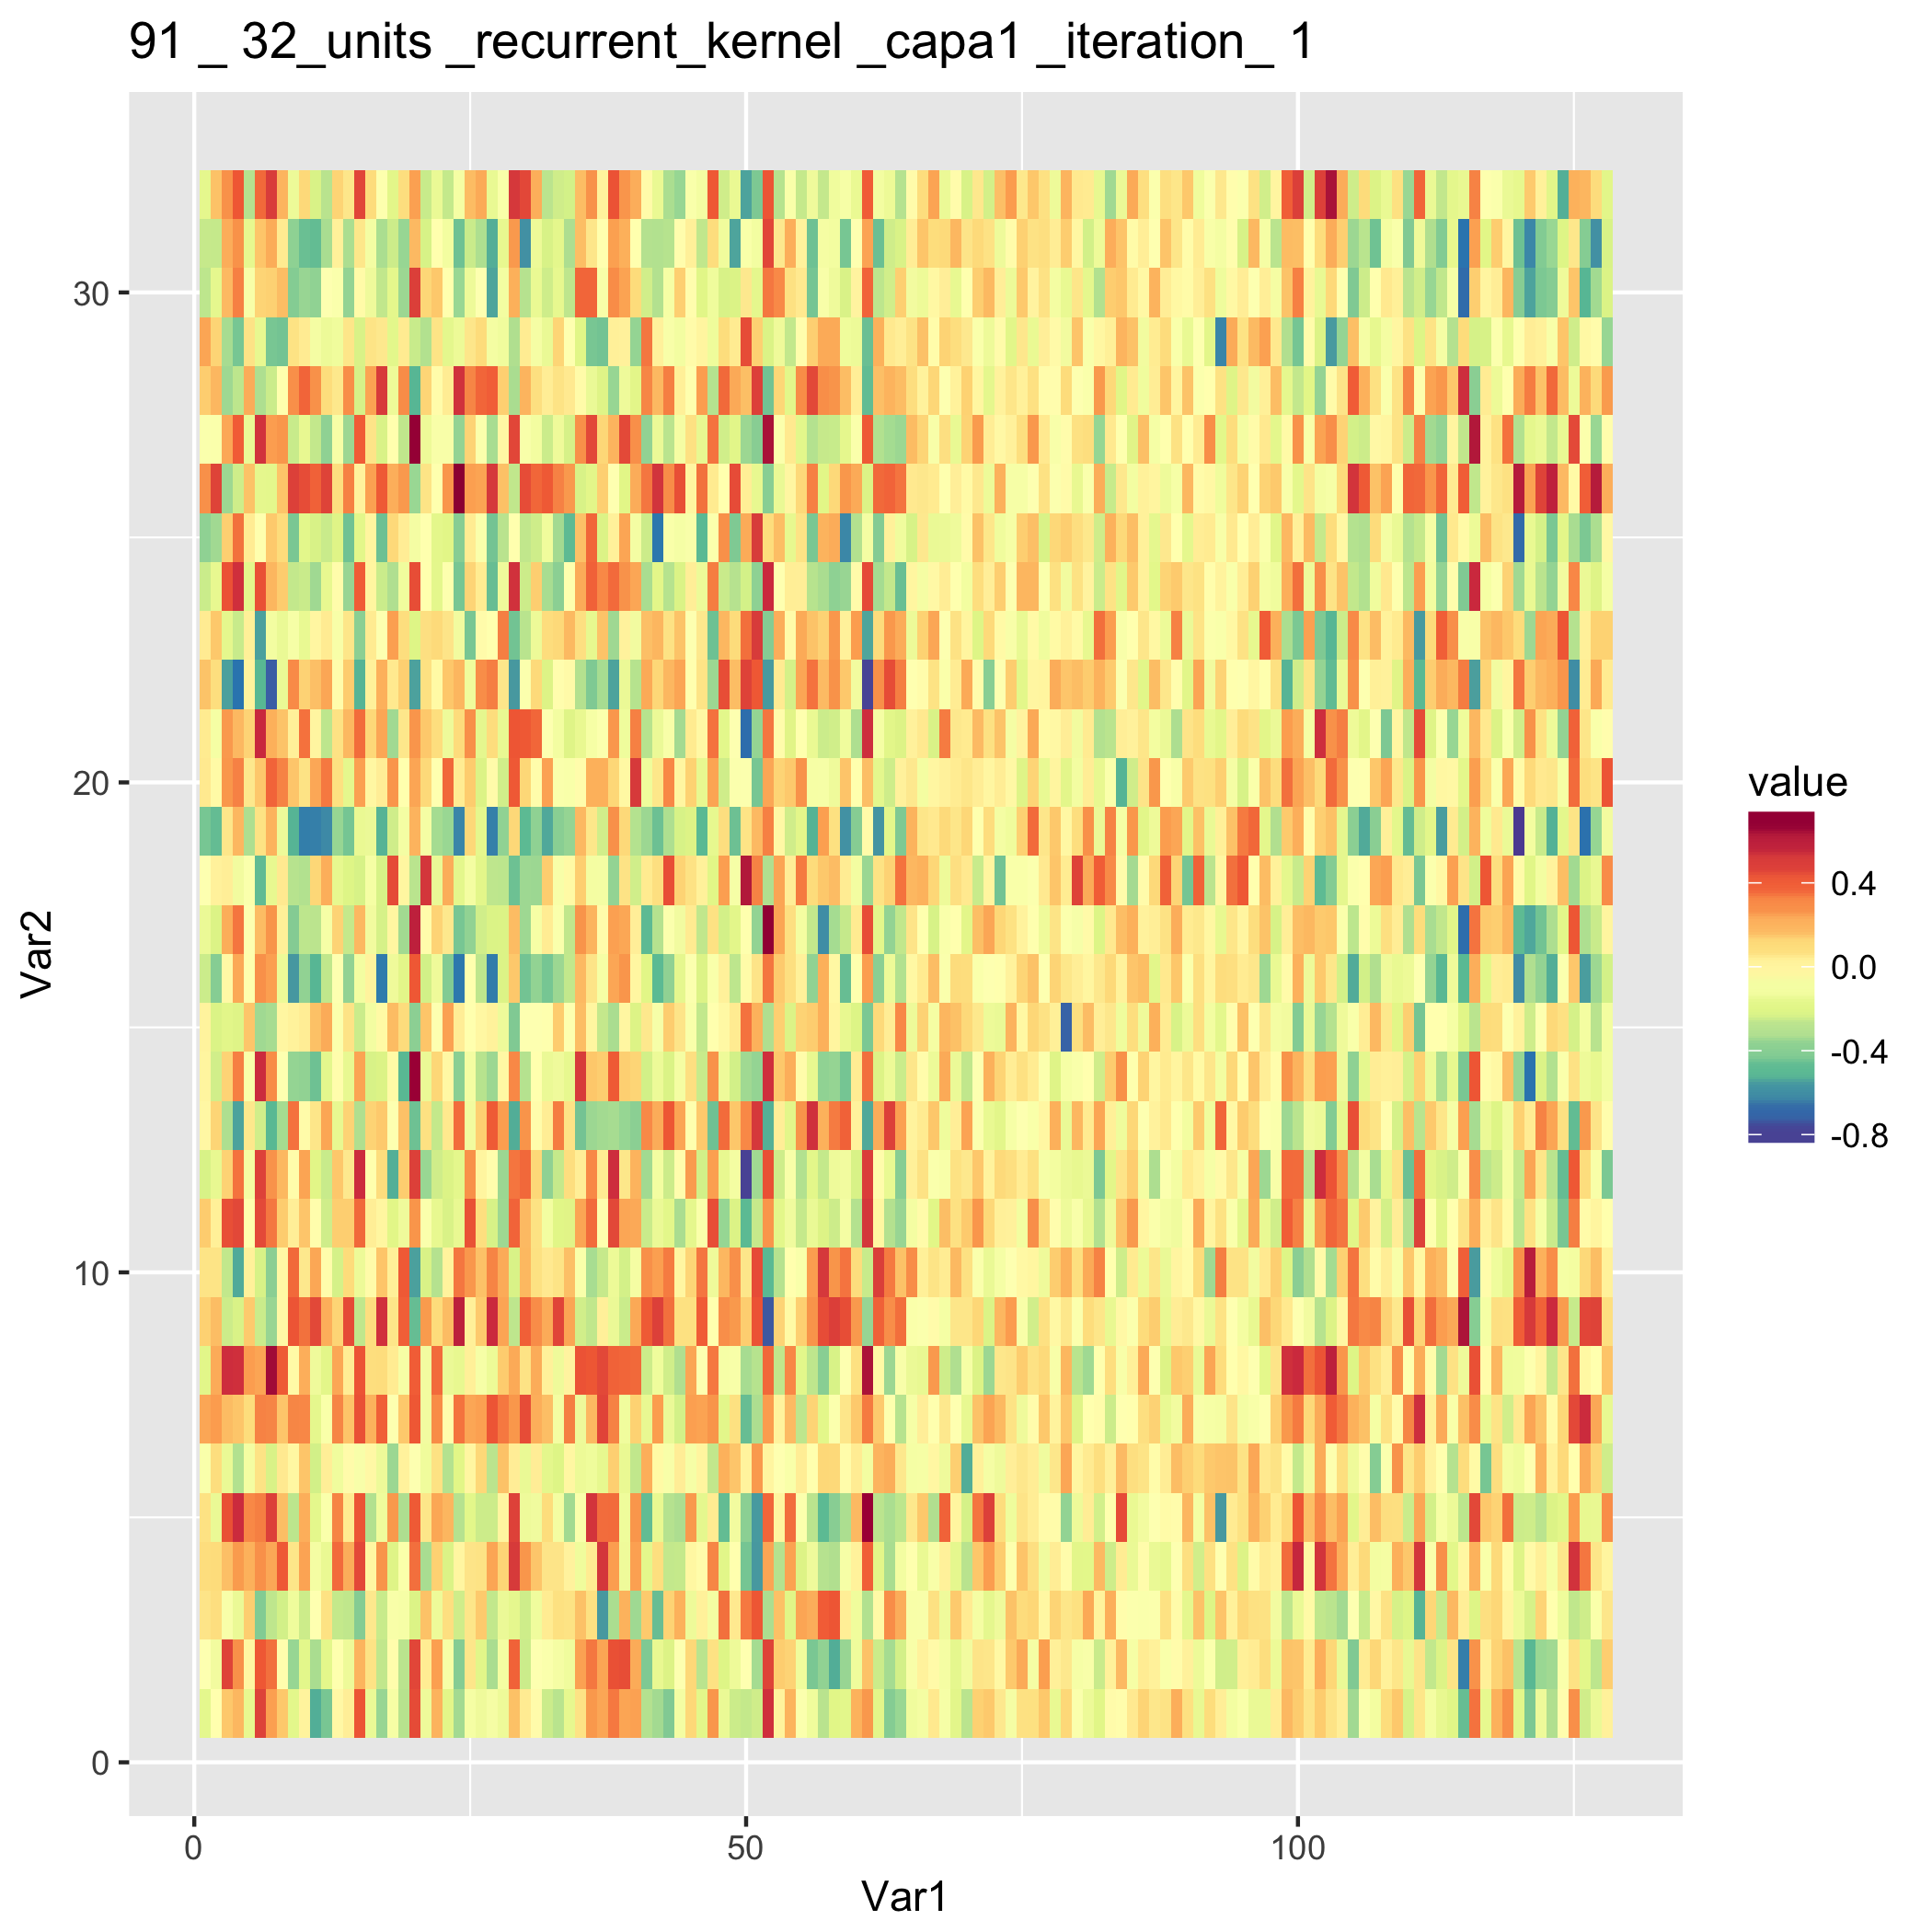 91 _ 32_units _recurrent_kernel _capa1 _iteration_ 1
30
20
10
0
Var2
0
50
100
Var1
value
0.4
0.0
-0.4
-0.8